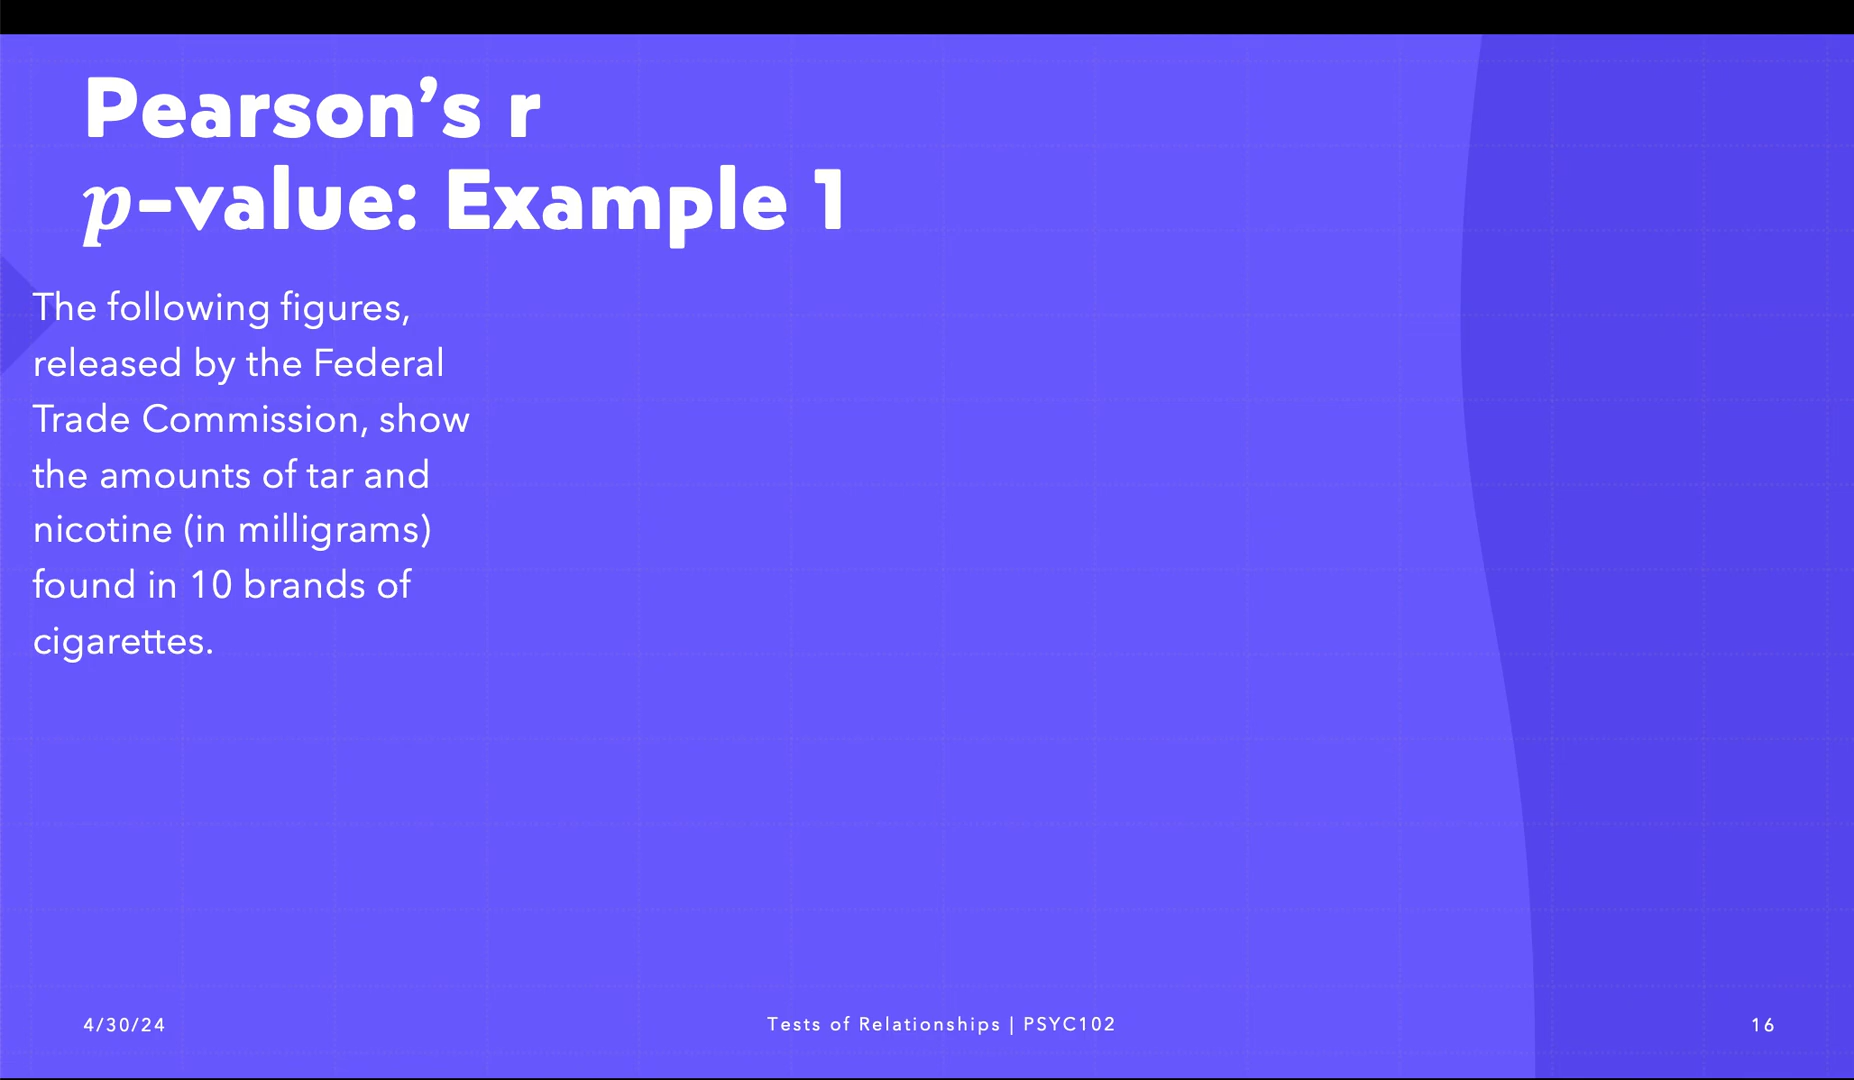 Pearson’s r
p-value: Example 1
The following figures,
released by the Federal
Trade Commission, show
the amounts of tar and
nicotine (in milligrams)
found in 10 brands of
cigarettes.
4/30/24
Tests of Relationships | PSYC102
16